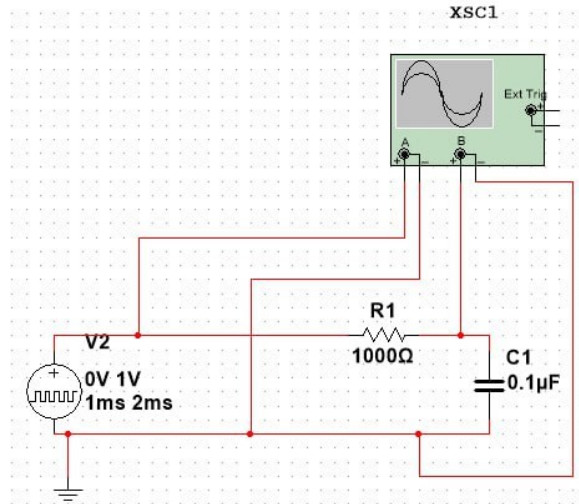 XSC1
Ext Trig
+
−
A
B
+
−
+
−
R1
1000Ω
V2
+
0V 1V
1ms 2ms
C1
0.1µF